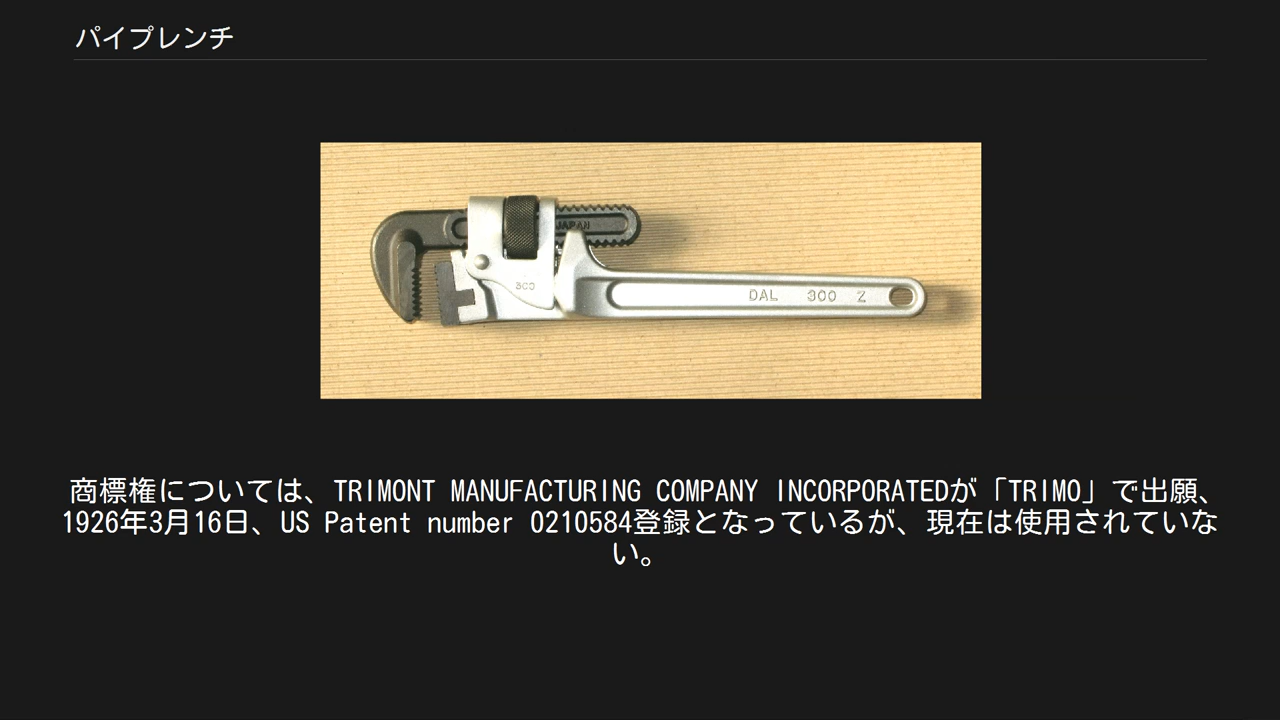 パイプレンチ
JAPAN
300
DAL 300 Z
商標権については、TRIMONT MANUFACTURING COMPANY INCORPORATEDが「TRIMO」で出願、
1926年3月16日、US Patent number 0210584登録となっているが、現在は使用されていな
い。